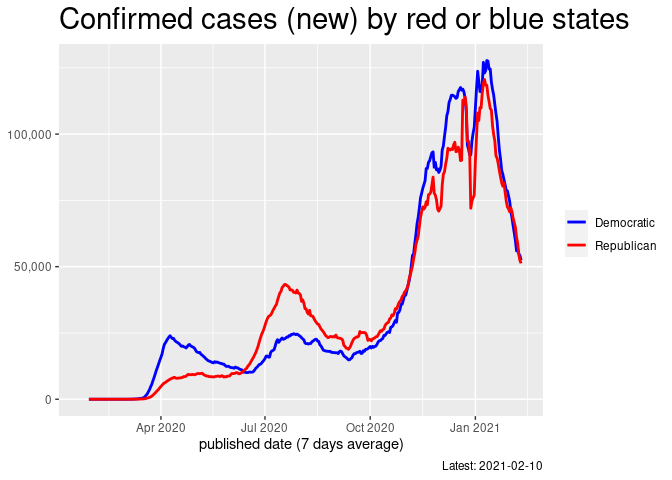 Confirmed cases (new) by red or blue states
100,000
50,000
0
Apr 2020
Jul 2020
Oct 2020
Jan 2021
published date (7 days average)
Democratic
Republican
Latest: 2021-02-10